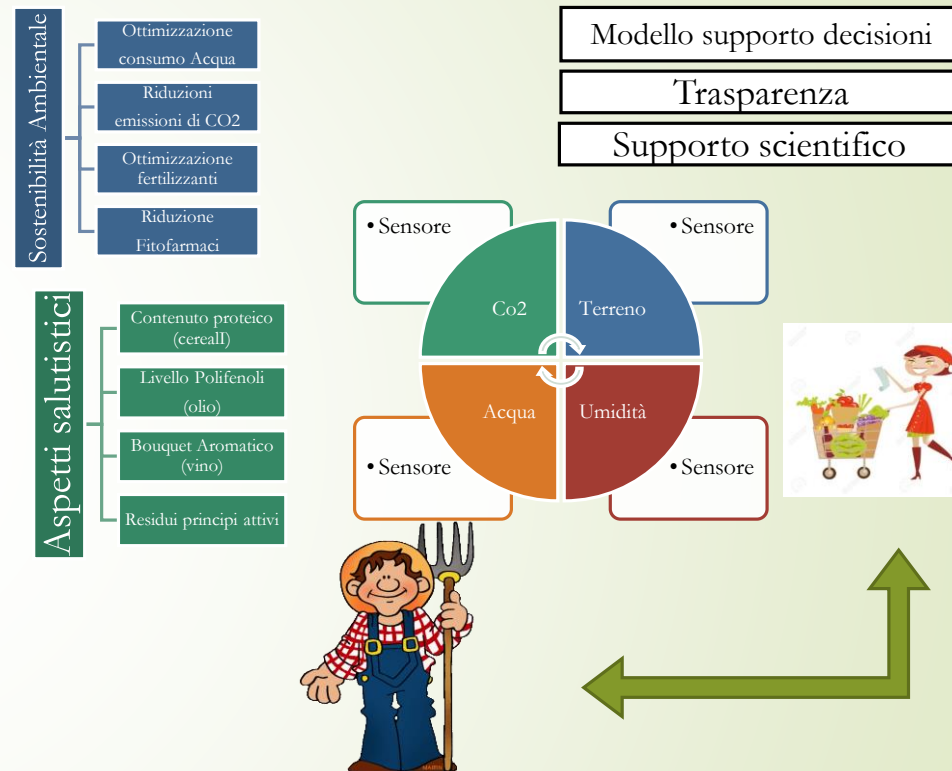 Sostenibilità Ambientale
Ottimizzazione
consumo Acqua
Riduzioni
emissioni di CO2
Ottimizzazione
fertilizzanti
Riduzione
Fitofarmaci
Aspetti salutistici
Contenuto proteico
(cerealI)
Livello Polifenoli
(olio)
Bouquet Aromatico
(vino)
Residui principi attivi
Modello supporto decisioni
Trasparenza
Supporto scientifico
• Sensore
• Sensore
Co2
Terreno
Acqua
Umidità
• Sensore
• Sensore